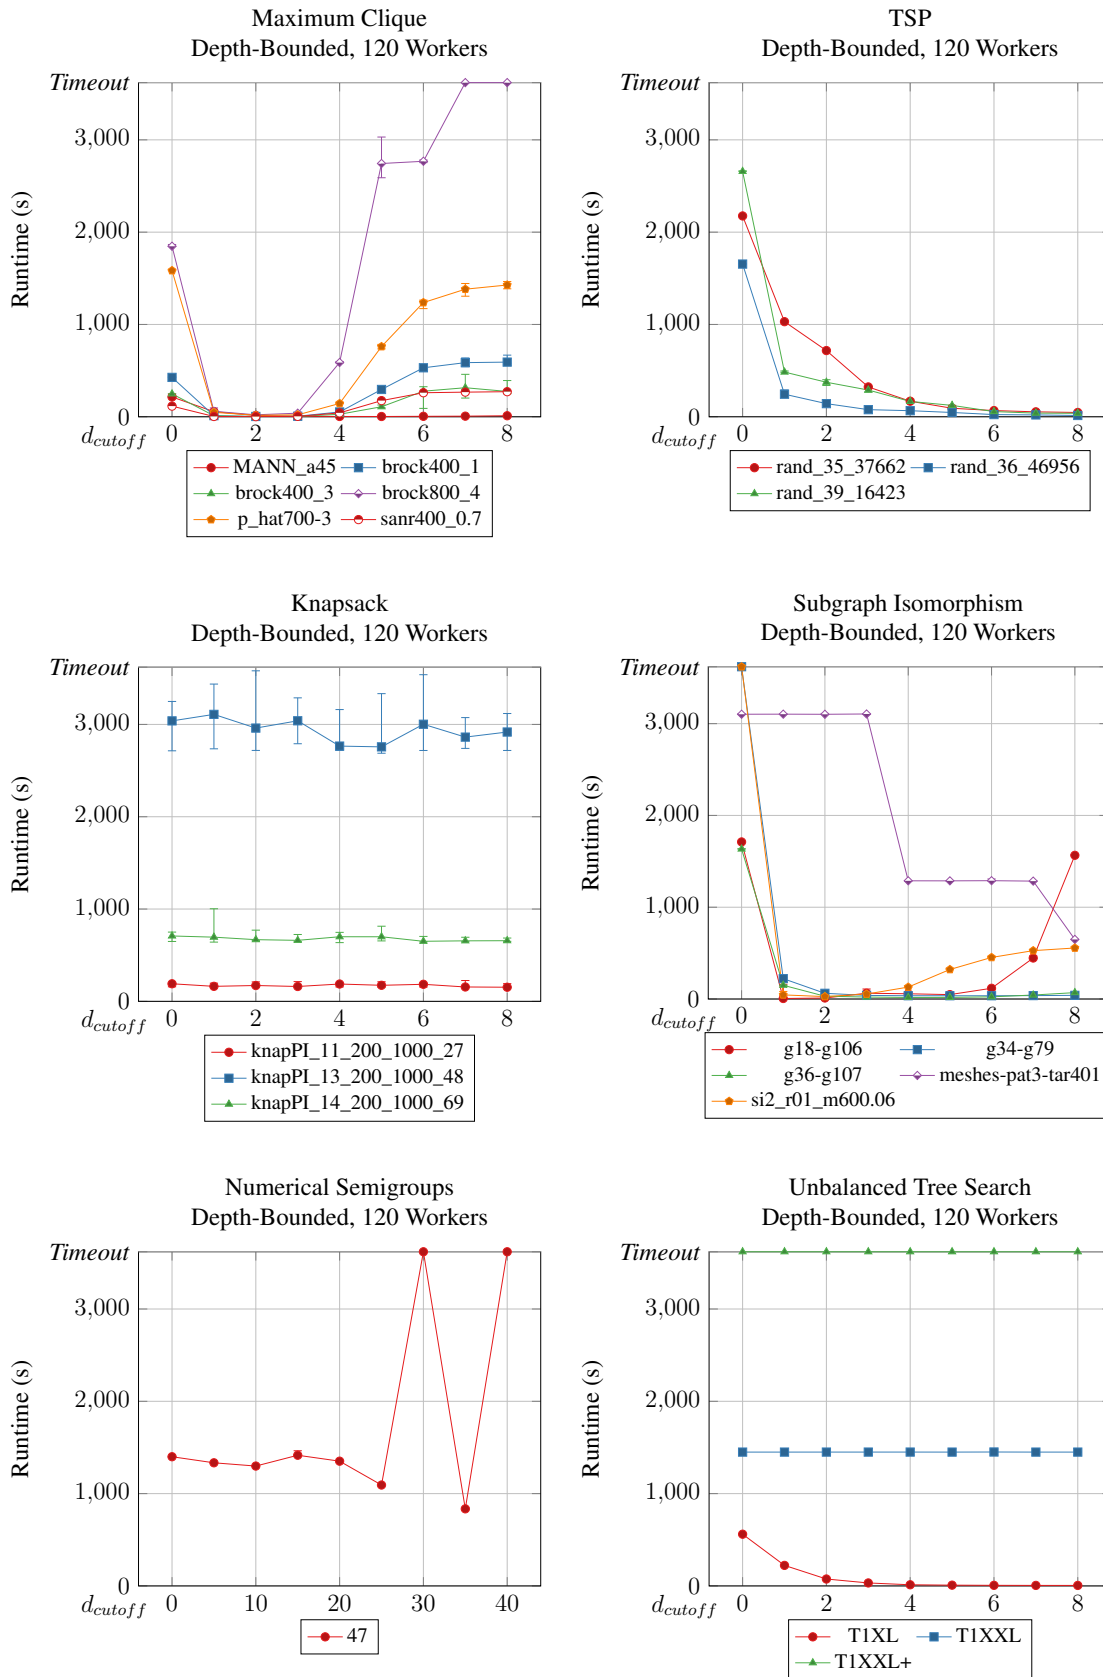 Maximum Clique
Depth-Bounded, 120 Workers
Timeout
3,000
2,000
1,000
0
Runtime (s)
d_cutoff
0 2 4 6 8
MANN_a45 brock400_1
brock400_3 brock800_4
p_hat700-3 sanr400_0.7
TSP
Depth-Bounded, 120 Workers
Timeout
3,000
2,000
1,000
0
Runtime (s)
d_cutoff
0 2 4 6 8
rand_35_37662 rand_36_46956
rand_39_16423
Knapsack
Depth-Bounded, 120 Workers
Timeout
3,000
2,000
1,000
0
Runtime (s)
d_cutoff
0 2 4 6 8
knapPI_11_200_1000_27
knapPI_13_200_1000_48
knapPI_14_200_1000_69
Subgraph Isomorphism
Depth-Bounded, 120 Workers
Timeout
3,000
2,000
1,000
0
Runtime (s)
d_cutoff
0 2 4 6 8
g18-g106 g34-g79
g36-g107 meshes-pat3-tar401
si2_r01_m600.06
Numerical Semigroups
Depth-Bounded, 120 Workers
Timeout
3,000
2,000
1,000
0
Runtime (s)
d_cutoff
0 10 20 30 40
47
Unbalanced Tree Search
Depth-Bounded, 120 Workers
Timeout
3,000
2,000
1,000
0
Runtime (s)
d_cutoff
0 2 4 6 8
T1XL T1XXL
T1XXL+